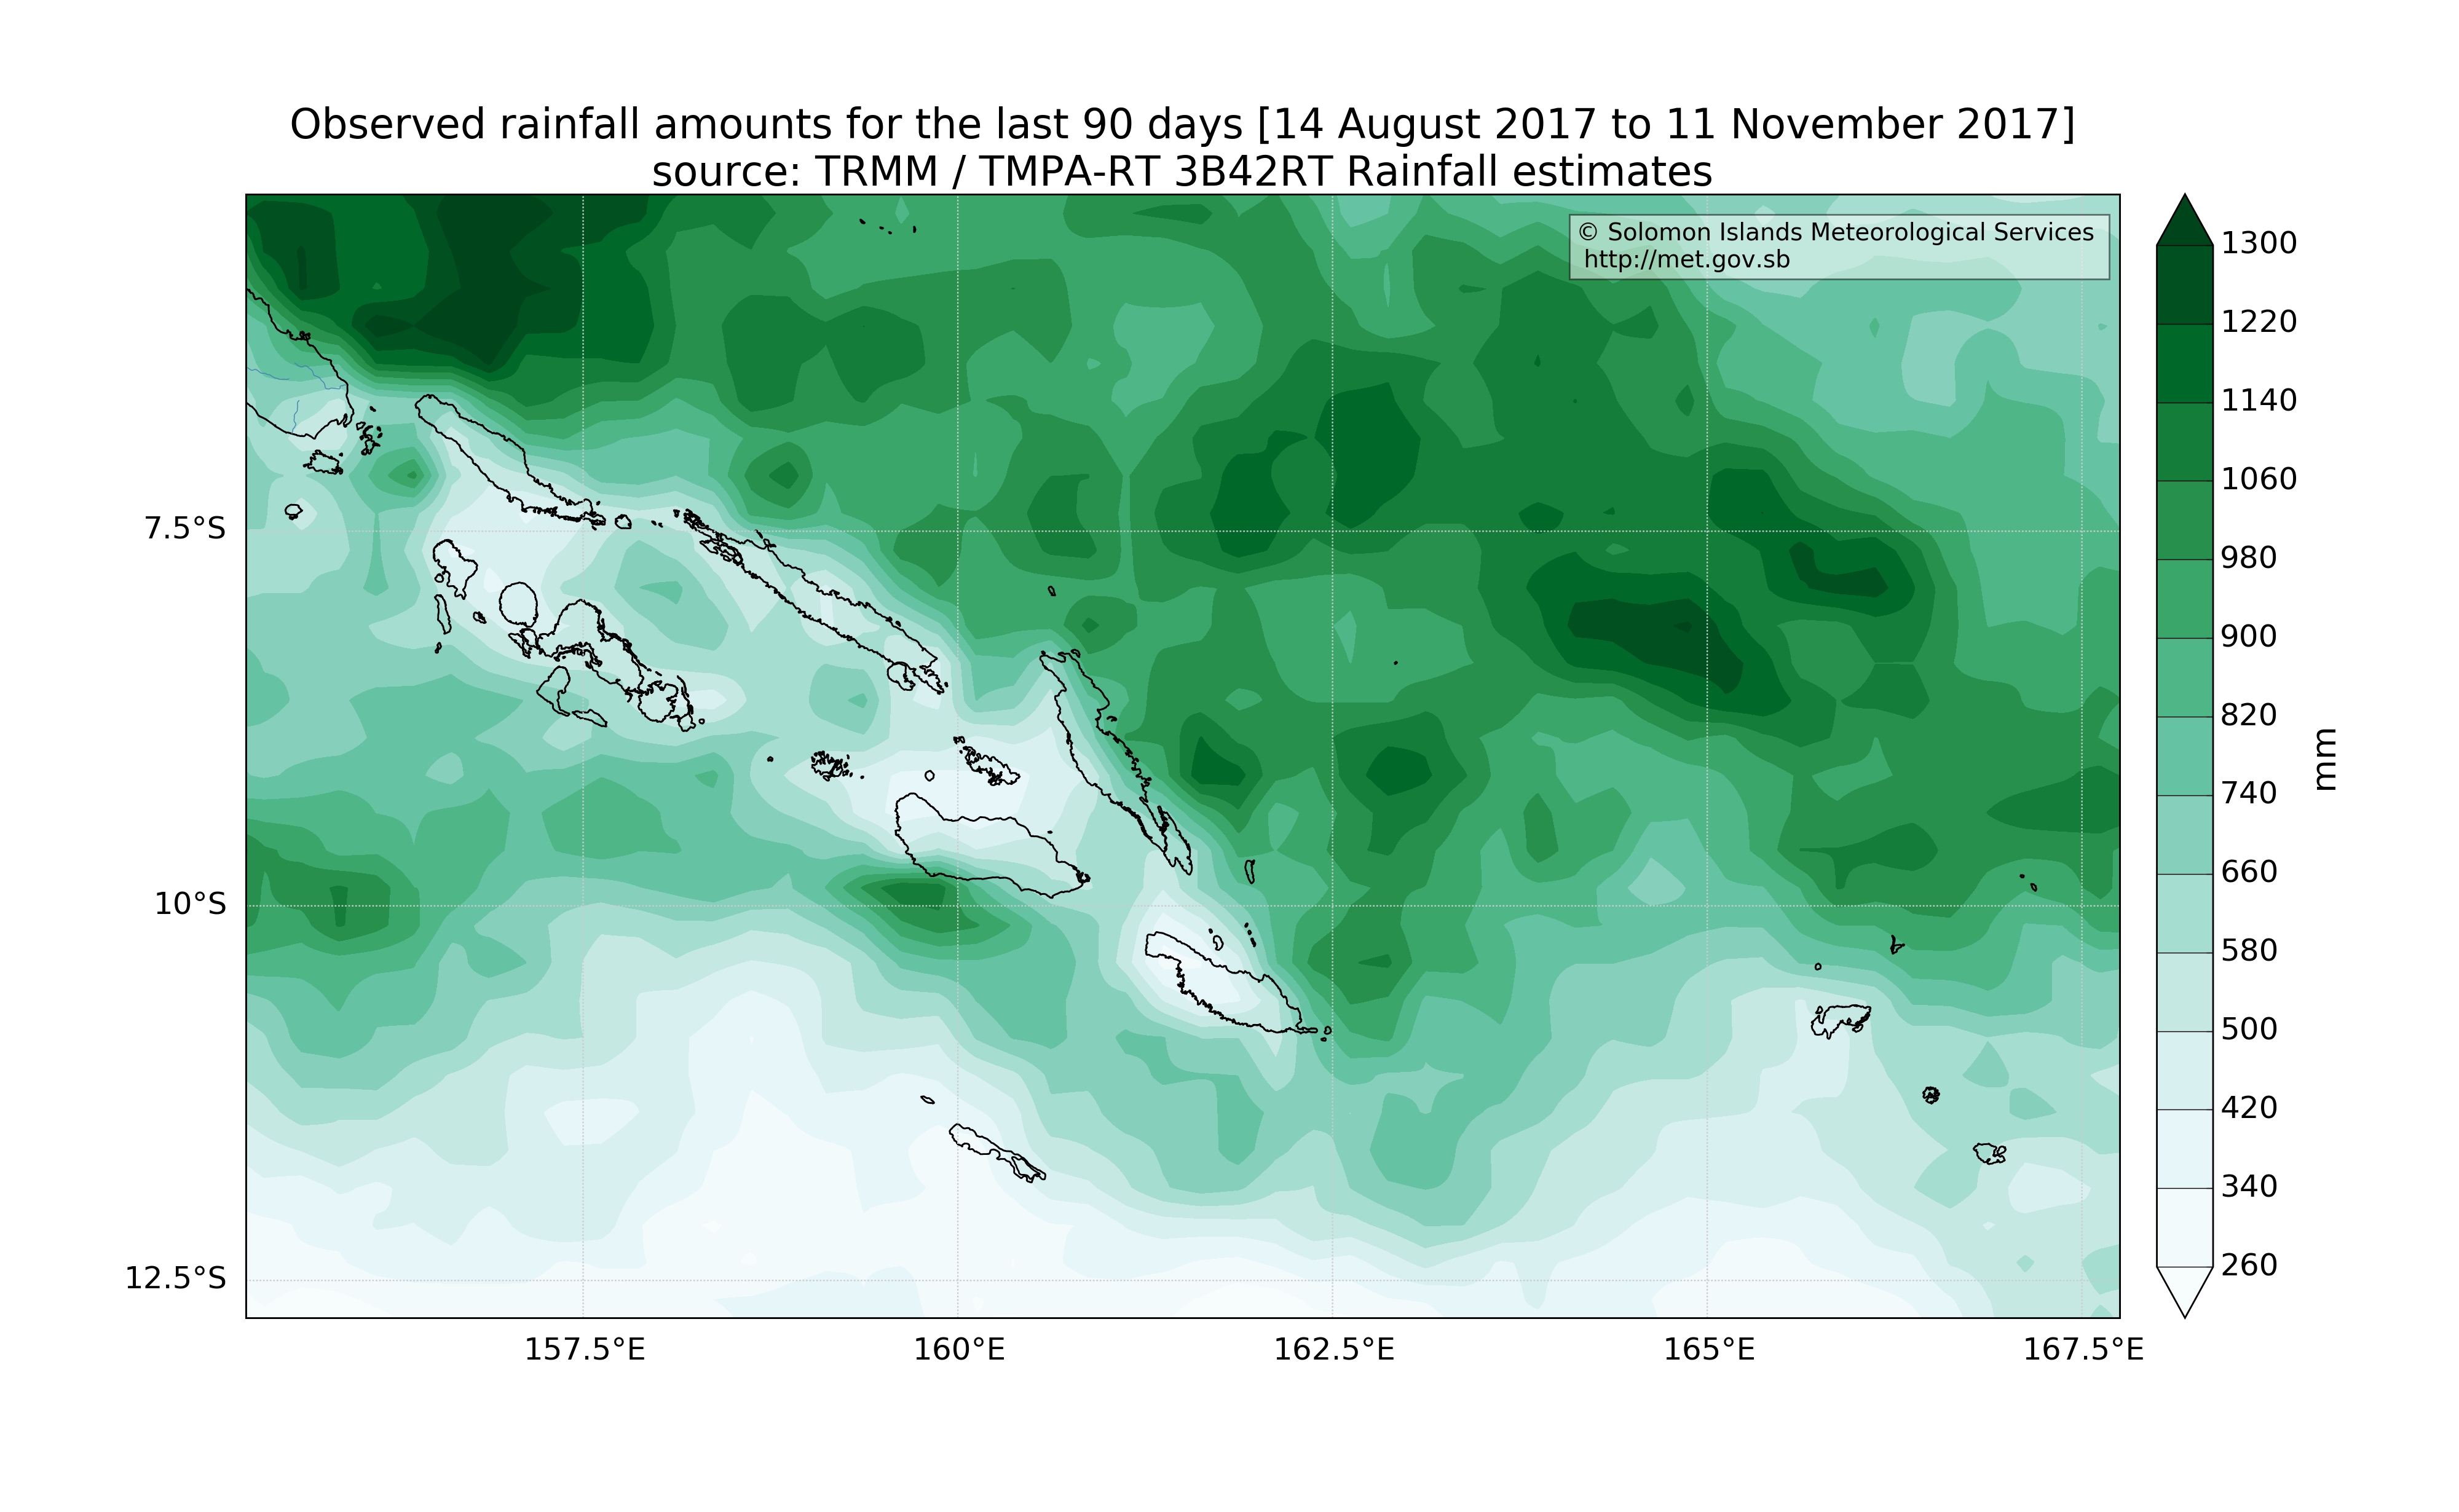 Observed rainfall amounts for the last 90 days [14 August 2017 to 11 November 2017]
source: TRMM / TMPA-RT 3B42RT Rainfall estimates
© Solomon Islands Meteorological Services
http://met.gov.sb
7.5°S
10°S
12.5°S
157.5°E
160°E
162.5°E
165°E
167.5°E
1300
1220
1140
1060
980
900
820
740
660
580
500
420
340
260
mm